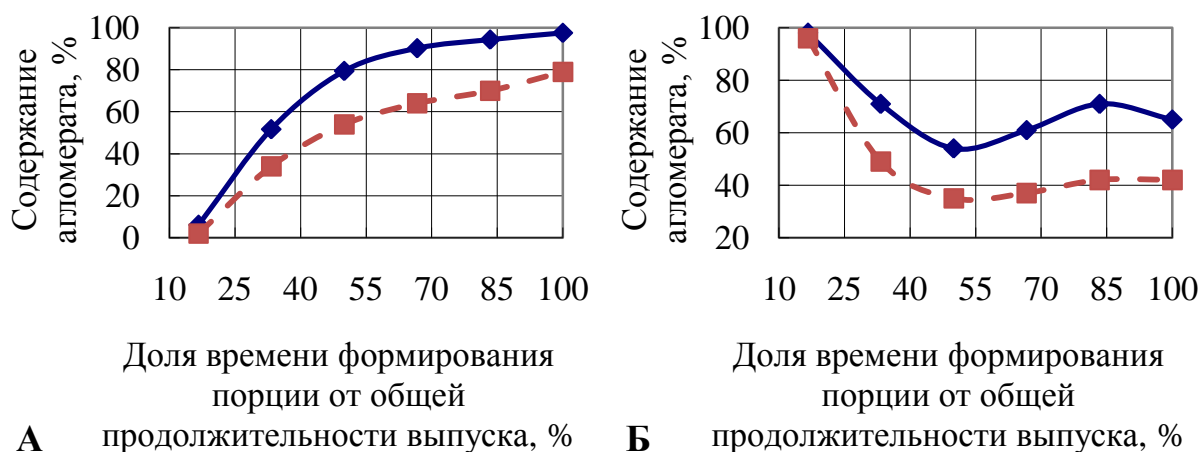 Содержание
агломерата, %
100
80
60
40
20
0
10 25 40 55 70 85 100
Доля времени формирования
порции от общей
А продолжительности выпуска, %
Содержание
агломерата, %
100
80
60
40
20
10 25 40 55 70 85 100
Доля времени формирования
порции от общей
Б продолжительности выпуска, %